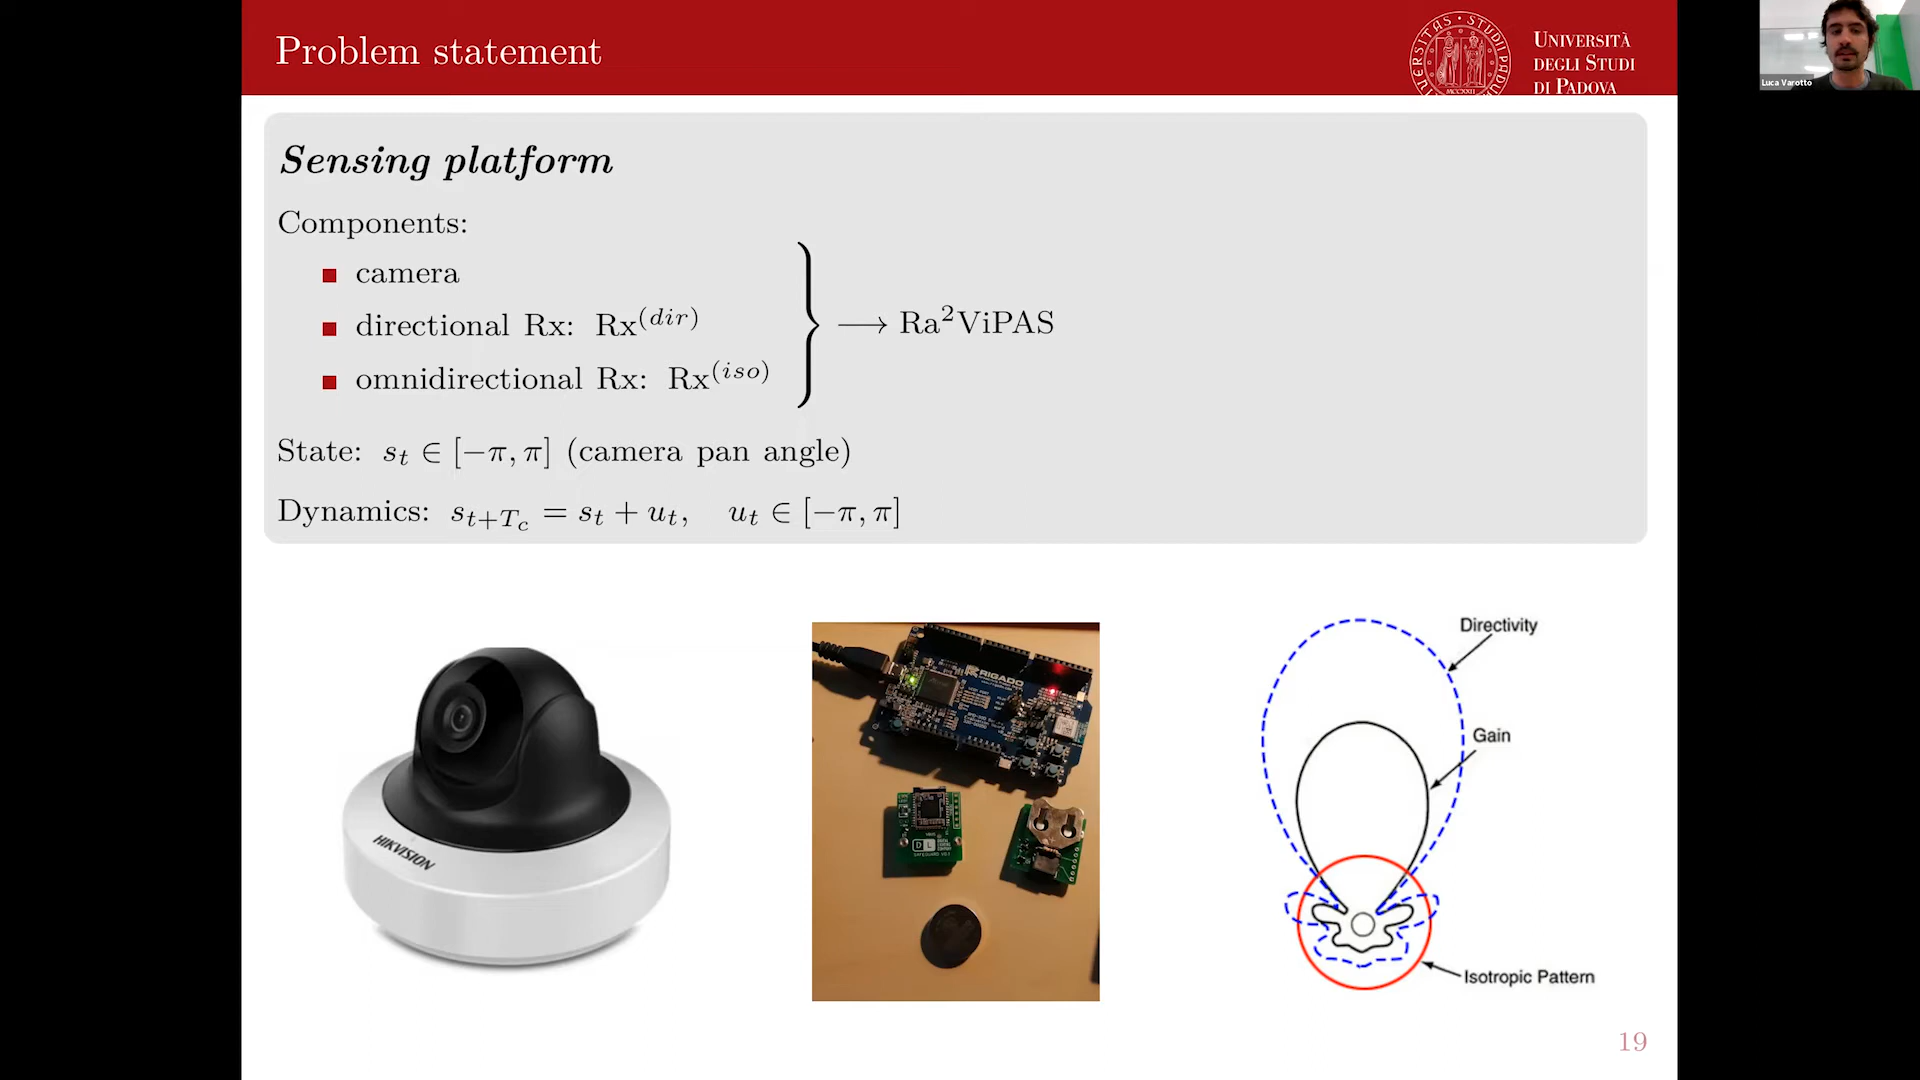 Problem statement
UNIVERSITÀ
DEGLI STUDI
DI PADOVA
Luca Varotto
Sensing platform
Components:
camera
directional Rx: Rx^(dir)
omnidirectional Rx: Rx^(iso)
→ Ra²ViPAS
State: s_t ∈ [−π, π] (camera pan angle)
Dynamics: s_{t+T_c} = s_t + u_t, u_t ∈ [−π, π]
HIKVISION
RIGADO
DL
Directivity
Gain
Isotropic Pattern
19